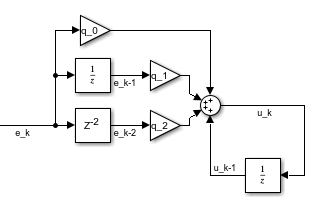 q_0
1/z
e_k-1
q_1
e_k
Z-2
e_k-2
q_2
++++
u_k
u_k-1
1/z